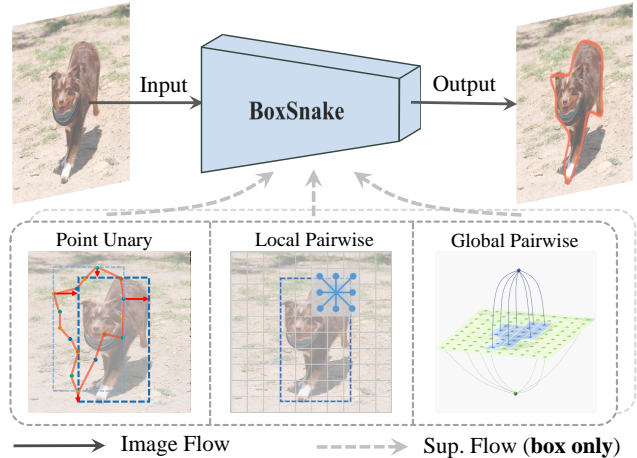 Input
BoxSnake
Output
Point Unary
Local Pairwise
Global Pairwise
Image Flow
Sup. Flow (box only)